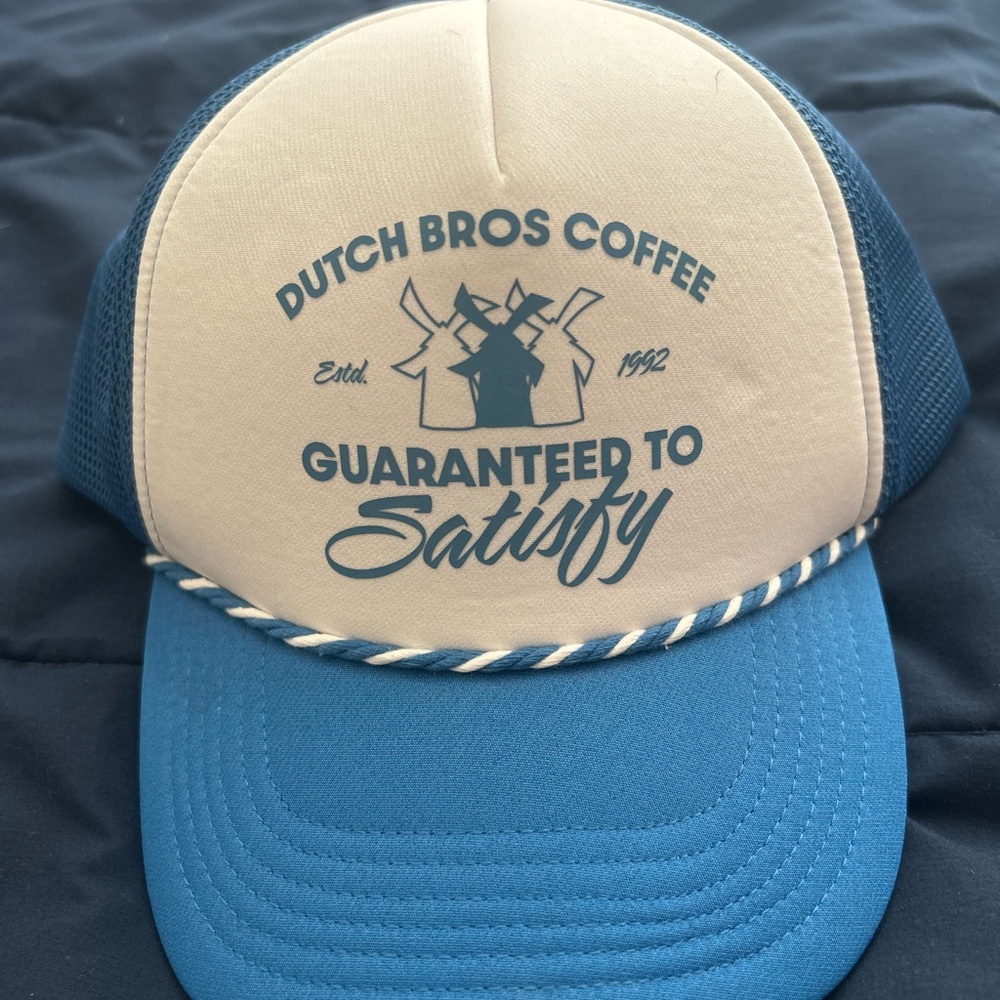 DUTCH BROS COFFEE
Estd. 1992
GUARANTEED TO
Satisfy